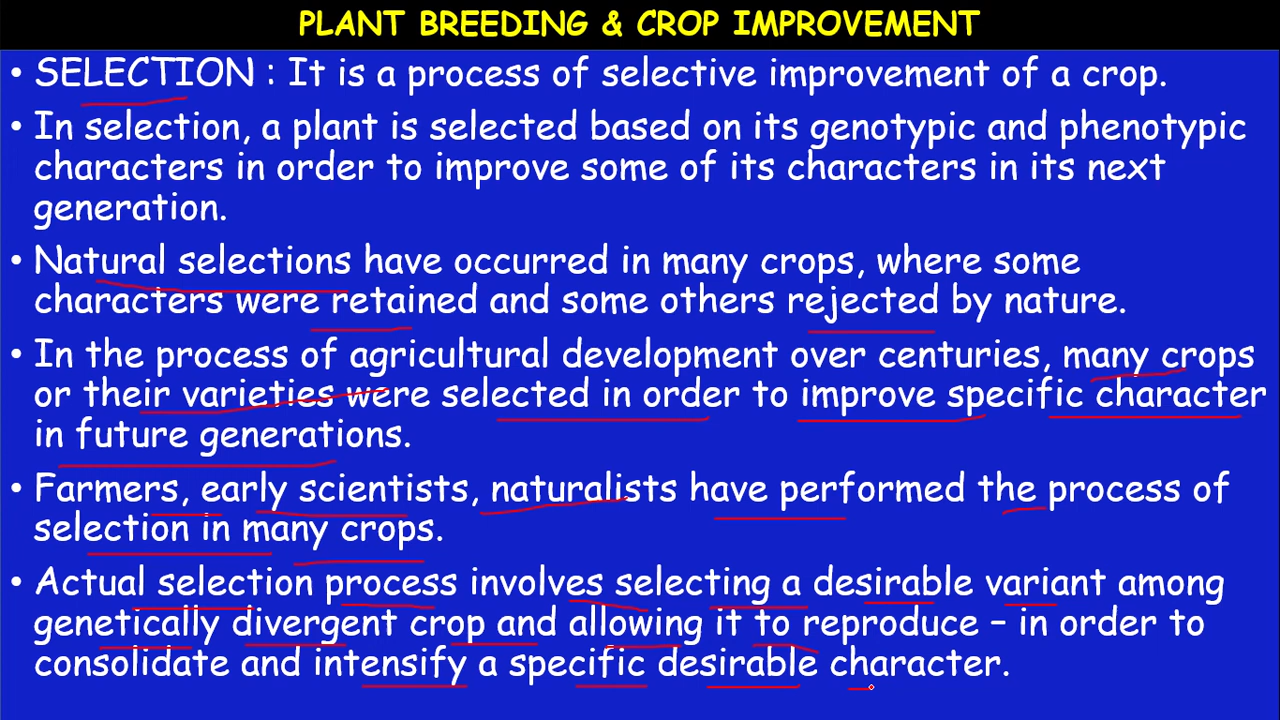 PLANT BREEDING & CROP IMPROVEMENT
• SELECTION : It is a process of selective improvement of a crop.
• In selection, a plant is selected based on its genotypic and phenotypic
characters in order to improve some of its characters in its next
generation.
• Natural selections have occurred in many crops, where some
characters were retained and some others rejected by nature.
• In the process of agricultural development over centuries, many crops
or their varieties were selected in order to improve specific character
in future generations.
• Farmers, early scientists, naturalists have performed the process of
selection in many crops.
• Actual selection process involves selecting a desirable variant among
genetically divergent crop and allowing it to reproduce – in order to
consolidate and intensify a specific desirable character.